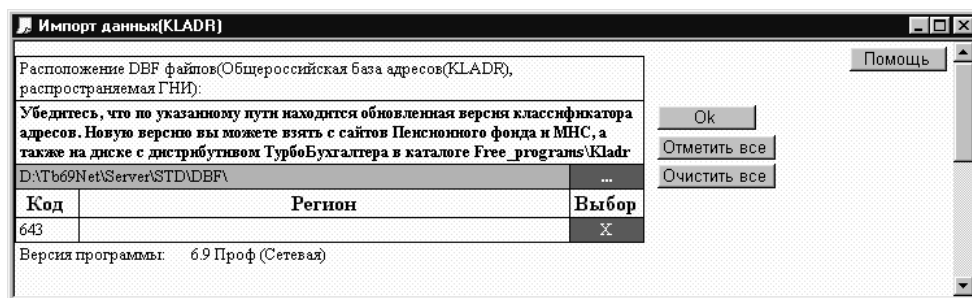 Импорт данных(KLADR)
Помощь
Расположение DBF файлов(Общероссийская база адресов(KLADR),
распространяемая ГНИ):
Убедитесь, что по указанному пути находится обновленная версия классификатора
адресов. Новую версию вы можете взять с сайтов Пенсионного фонда и МНС, а
также на диске с дистрибутивом ТурбоБухгалтера в каталоге Free_programs\Kladr
Ok
Отметить все
Очистить все
D:\Tb69Net\Server\STD\DBF\ ...
Код Регион Выбор
643 X
Версия программы: 6.9 Проф (Сетевая)